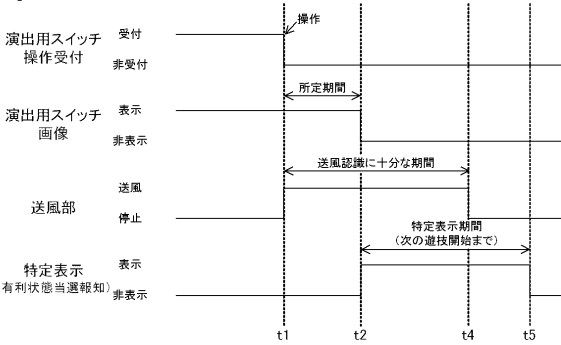 操作
演出用スイッチ
操作受付
受付
非受付
所定期間
演出用スイッチ
画像
表示
非表示
送風認識に十分な期間
送風部
送風
停止
特定表示期間
(次の遊技開始まで)
特定表示
有利状態当選報知)
表示
非表示
t1 t2 t4 t5